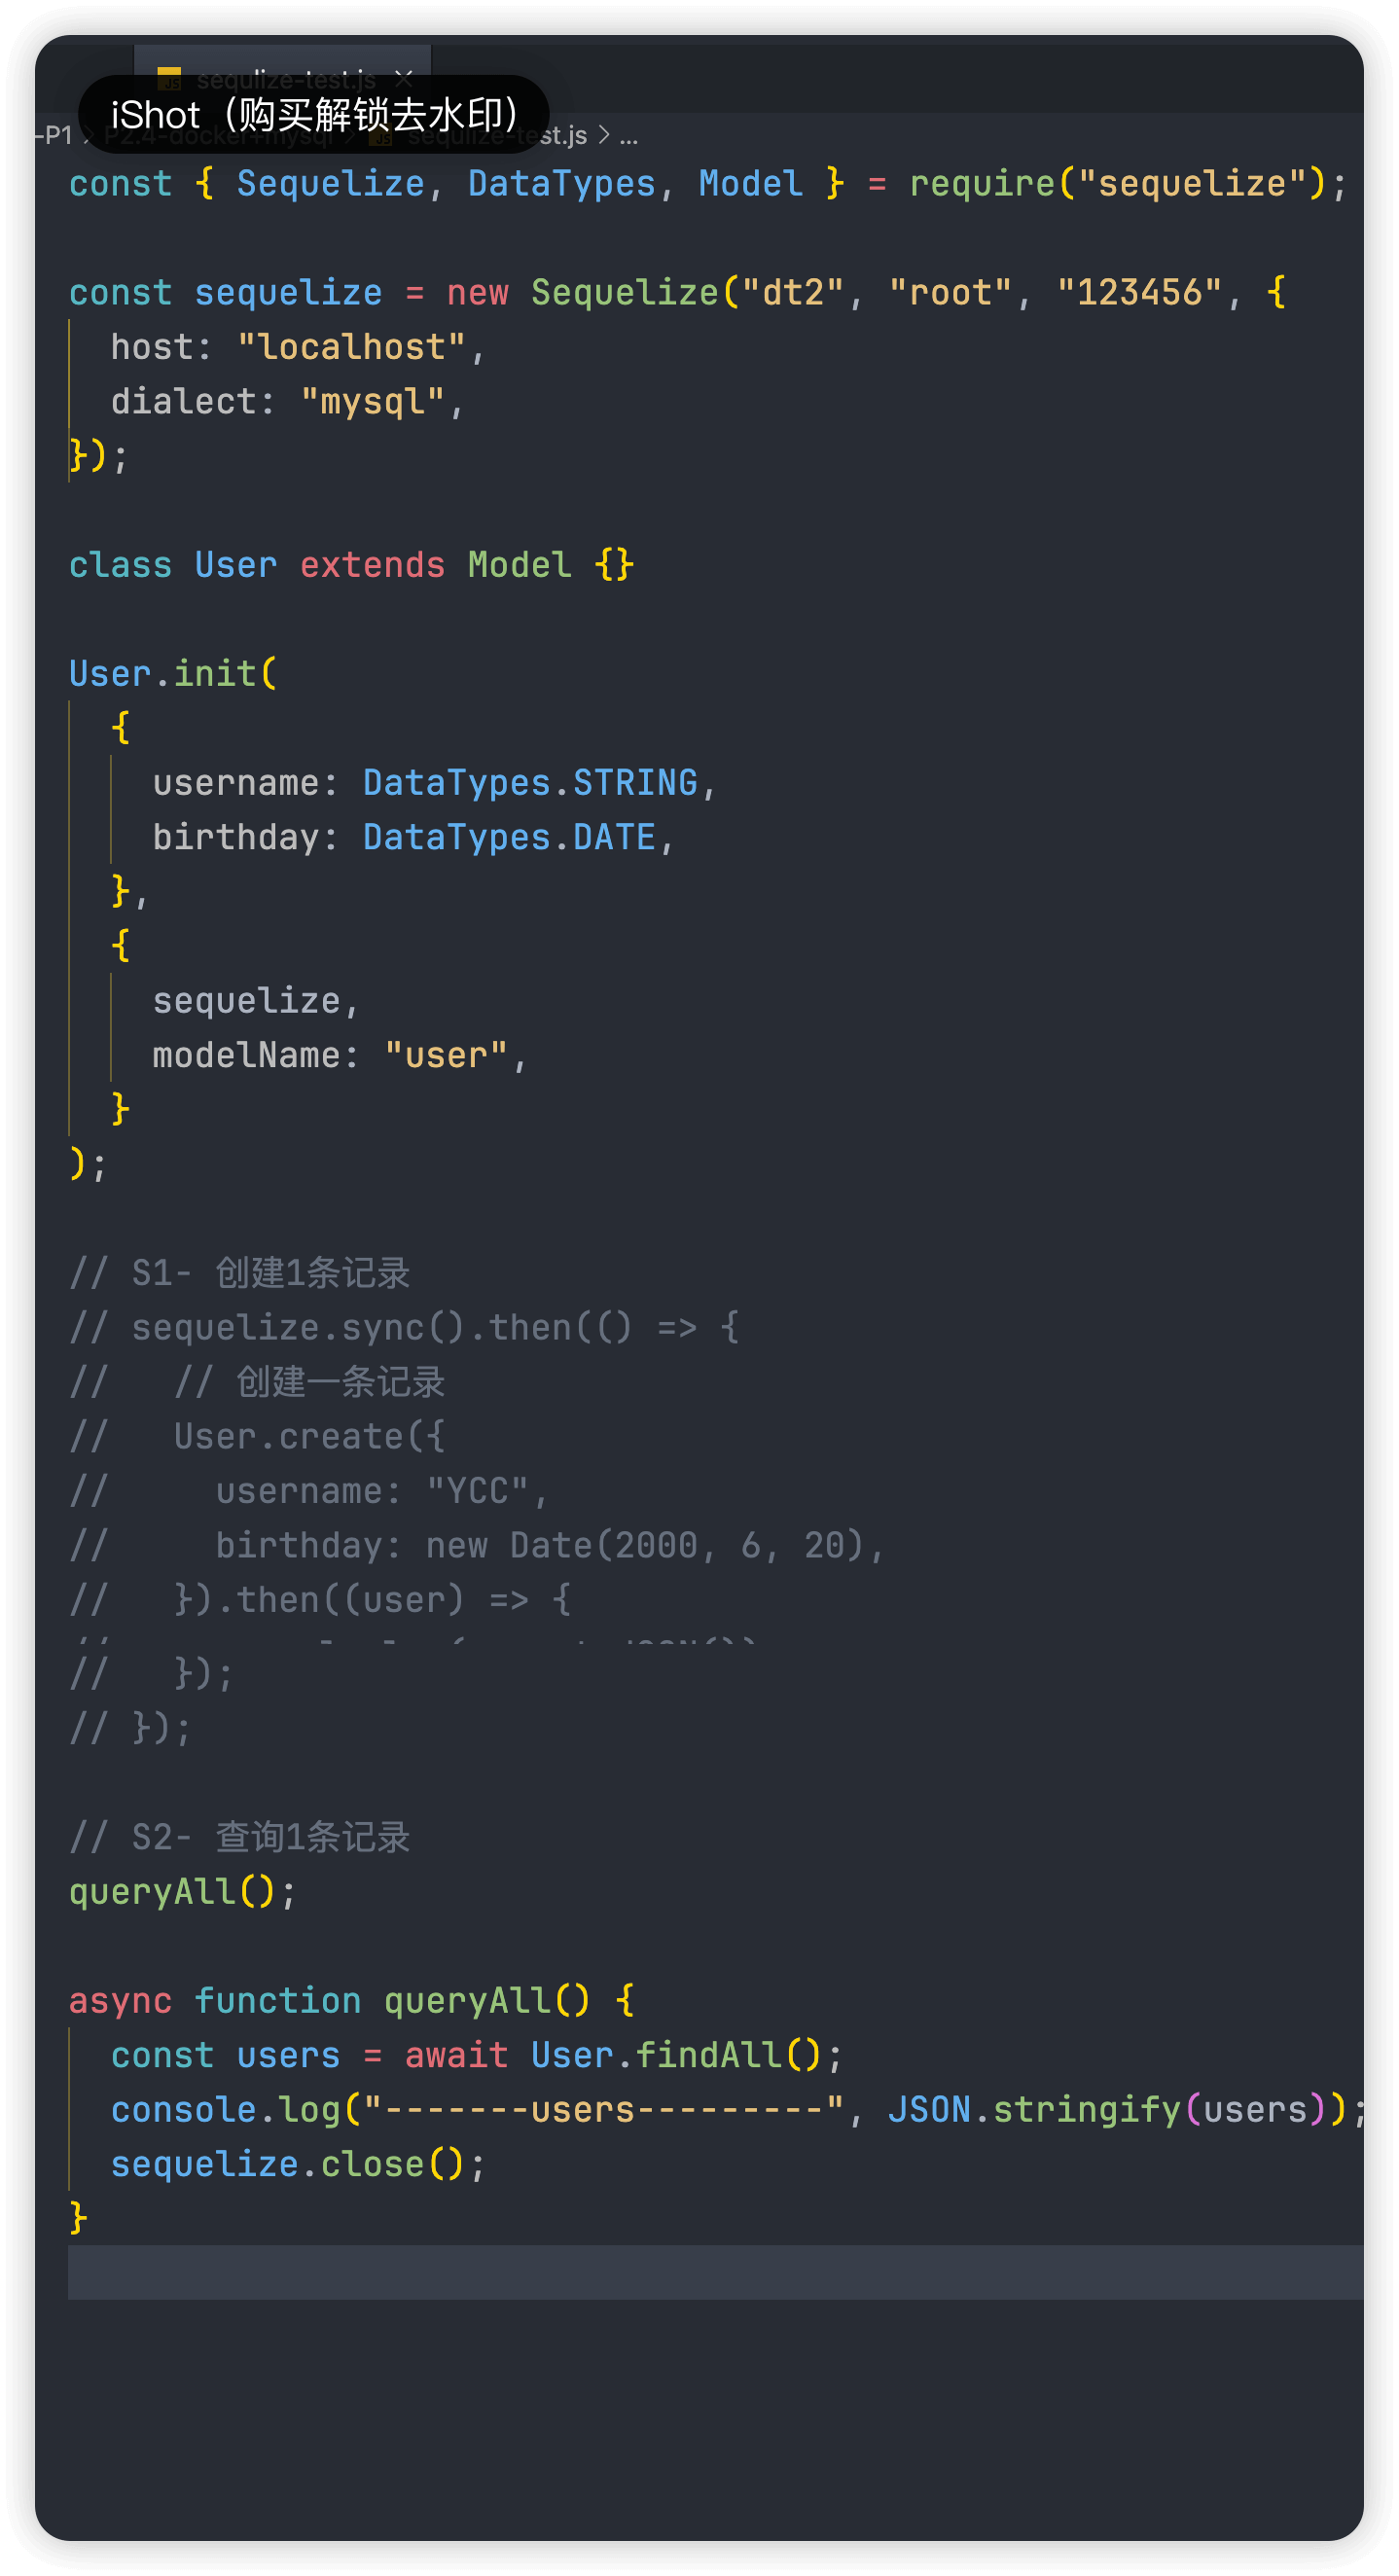 sequlize-test.js
iShot（购买解锁去水印）
-P1 > P2.4-docker+mysql > sequlize-test.js > ...
const { Sequelize, DataTypes, Model } = require("sequelize");
const sequelize = new Sequelize("dt2", "root", "123456", {
  host: "localhost",
  dialect: "mysql",
});
class User extends Model {}
User.init(
  {
    username: DataTypes.STRING,
    birthday: DataTypes.DATE,
  },
  {
    sequelize,
    modelName: "user",
  }
);
// S1- 创建1条记录
// sequelize.sync().then(() => {
//   // 创建一条记录
//   User.create({
//     username: "YCC",
//     birthday: new Date(2000, 6, 20),
//   }).then((user) => {
//   });
// });
// S2- 查询1条记录
queryAll();
async function queryAll() {
  const users = await User.findAll();
  console.log("-------users---------", JSON.stringify(users));
  sequelize.close();
}